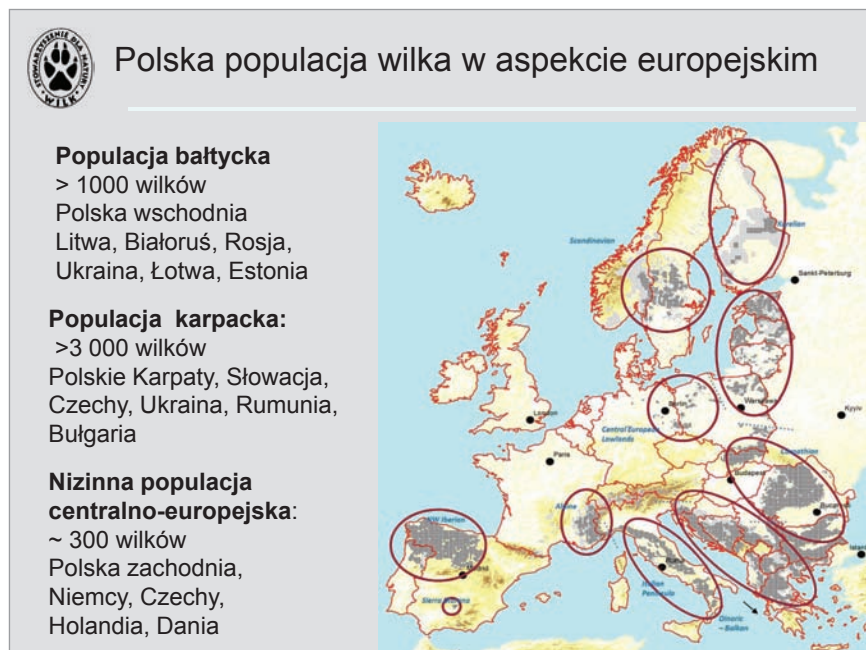 STOWARZYSZENIE DLA NATURY
WILK
Polska populacja wilka w aspekcie europejskim
Populacja bałtycka
> 1000 wilków
Polska wschodnia
Litwa, Białoruś, Rosja,
Ukraina, Łotwa, Estonia
Populacja karpacka:
>3 000 wilków
Polskie Karpaty, Słowacja,
Czechy, Ukraina, Rumunia,
Bułgaria
Nizinna populacja
centralno-europejska:
~ 300 wilków
Polska zachodnia,
Niemcy, Czechy,
Holandia, Dania
Karelian
Scandinavian
Sankt-Peterburg
Berlin
Warszawa
Kyyiv
London
Central European
Lowlands
Paris
Carpathian
Budapest
Alpine
NW Iberian
Madrid
Italian
Peninsula
Sierra Morena
Dinaric
– Balkan